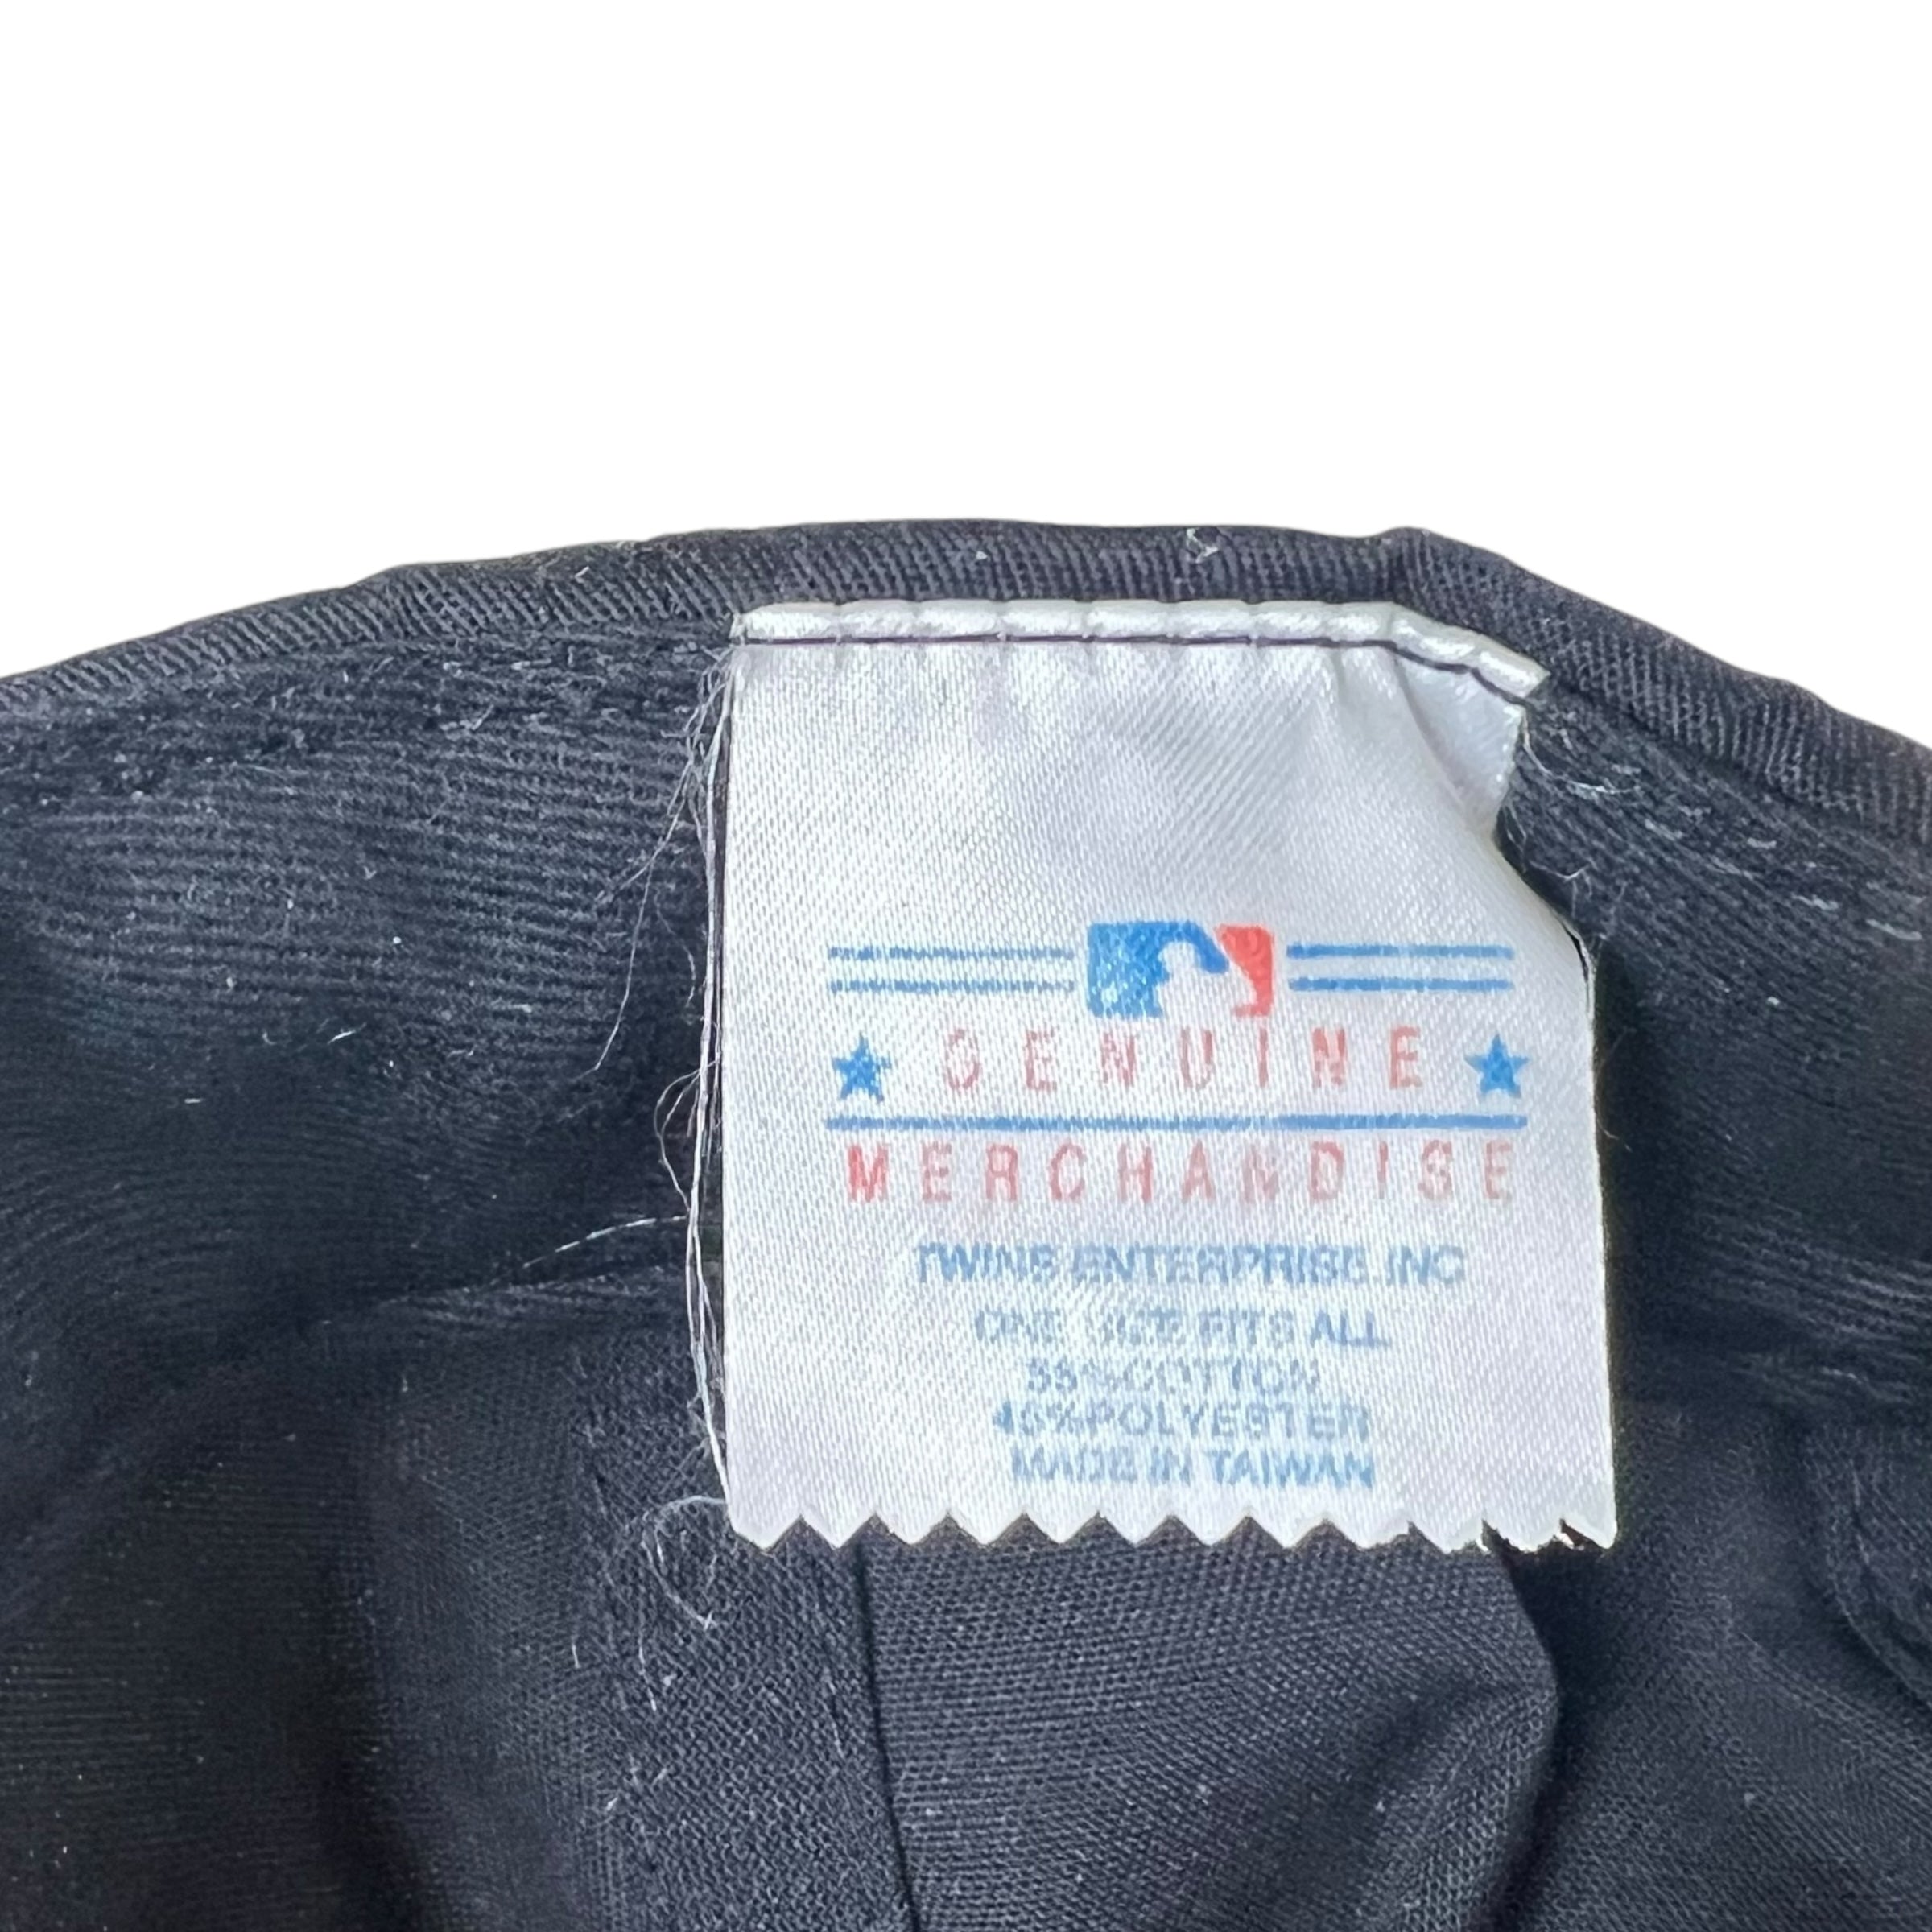 GENUINE
MERCHANDISE
TWINS ENTERPRISE INC
ONE SIZE FITS ALL
55%COTTON
45%POLYESTER
MADE IN TAIWAN